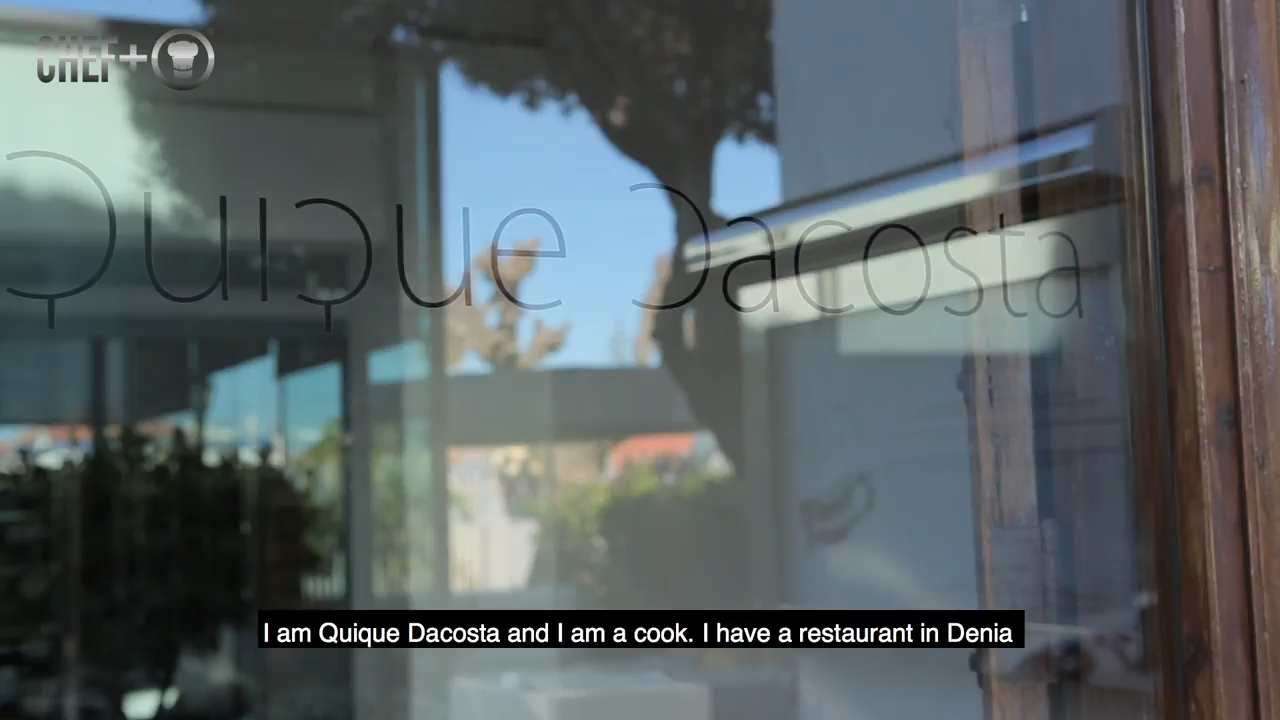 CHEF+
Quique Dacosta
I am Quique Dacosta and I am a cook. I have a restaurant in Denia